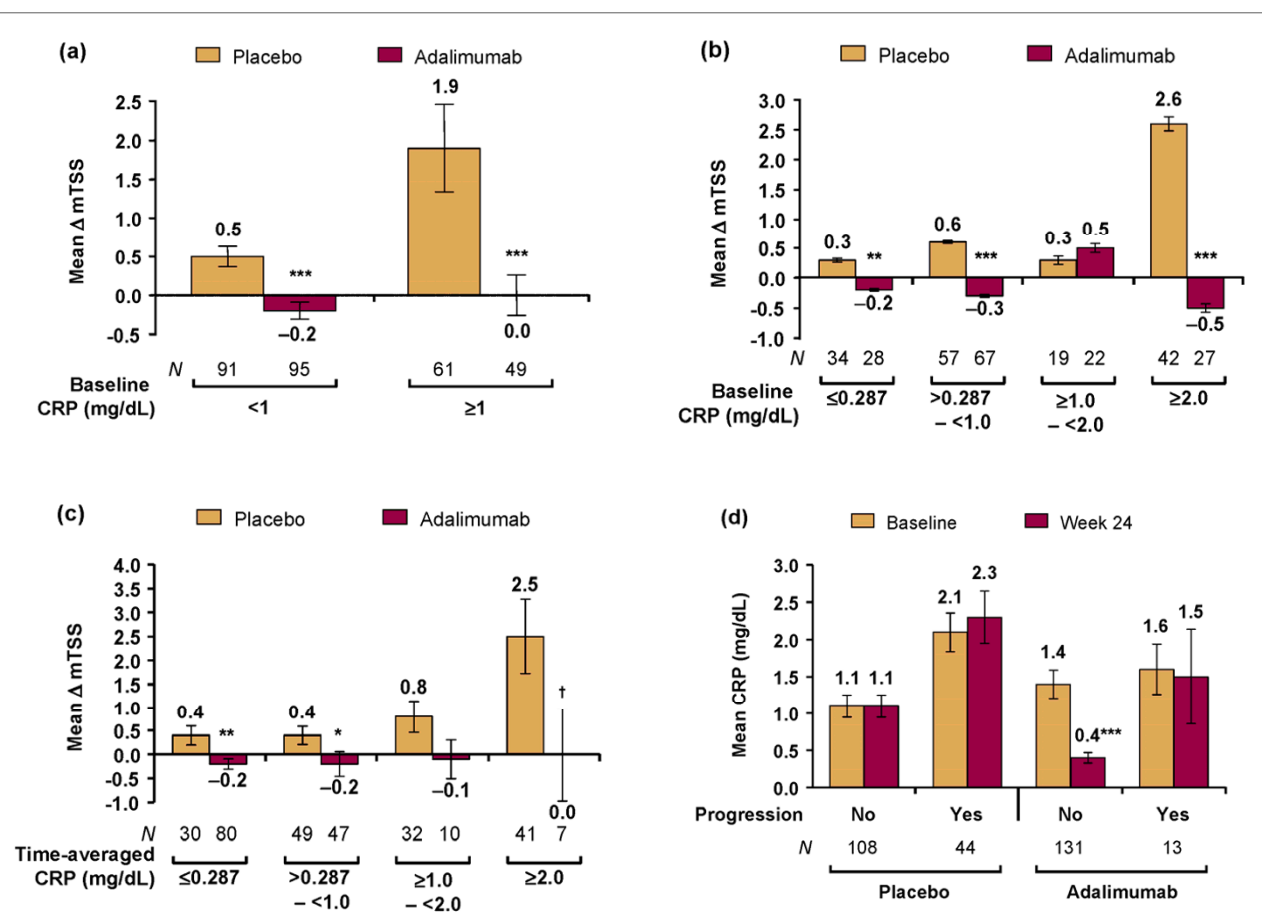 (a)
Placebo Adalimumab
Mean Δ mTSS
2.5
2.0
1.5
1.0
0.5
0.0
-0.5
0.5
***
–0.2
1.9
***
0.0
N 91 95 61 49
Baseline
CRP (mg/dL) <1 ≥1
(b)
Placebo Adalimumab
Mean Δ mTSS
3.0
2.5
2.0
1.5
1.0
0.5
0.0
-0.5
-1.0
0.3
**
–0.2
0.6
***
–0.3
0.3
0.5
2.6
***
–0.5
N 34 28 57 67 19 22 42 27
Baseline ≤0.287 >0.287 ≥1.0 ≥2.0
CRP (mg/dL) – <1.0 – <2.0
(c)
Placebo Adalimumab
Mean Δ mTSS
4.0
3.5
3.0
2.5
2.0
1.5
1.0
0.5
0.0
-0.5
-1.0
0.4
**
–0.2
0.4
*
–0.2
0.8
–0.1
2.5
†
0.0
N 30 80 49 47 32 10 41 7
Time-averaged
CRP (mg/dL) ≤0.287 >0.287 ≥1.0 ≥2.0
– <1.0 – <2.0
(d)
Baseline Week 24
Mean CRP (mg/dL)
3.0
2.5
2.0
1.5
1.0
0.5
0.0
1.1
1.1
2.1
2.3
1.4
0.4***
1.6
1.5
Progression No Yes No Yes
N 108 44 131 13
Placebo Adalimumab